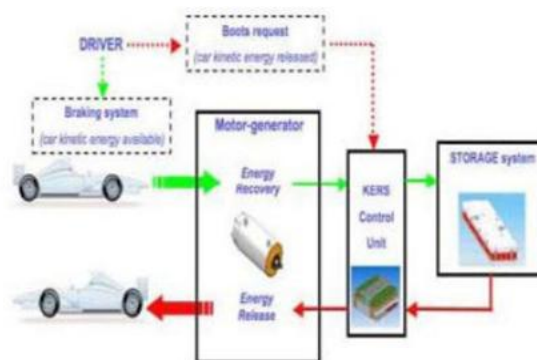 Boots request
(car kinetic energy released)
DRIVER
Braking system
(car kinetic energy available)
Motor-generator
Energy
Recovery
Energy
Release
KERS
Control
Unit
STORAGE system